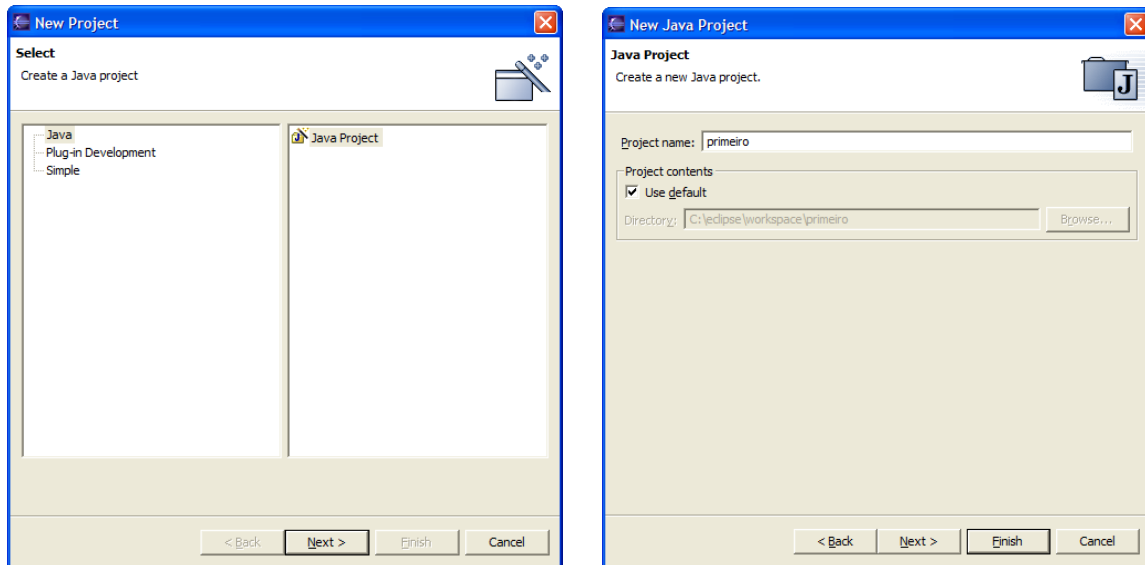 New Project
Select
Create a Java project
Java
Plug-in Development
Simple
Java Project
< Back
Next >
Finish
Cancel
New Java Project
Java Project
Create a new Java project.
J
Project name: primeiro
Project contents
Use default
Directory: C:\eclipse\workspace\primeiro Browse...
< Back
Next >
Finish
Cancel